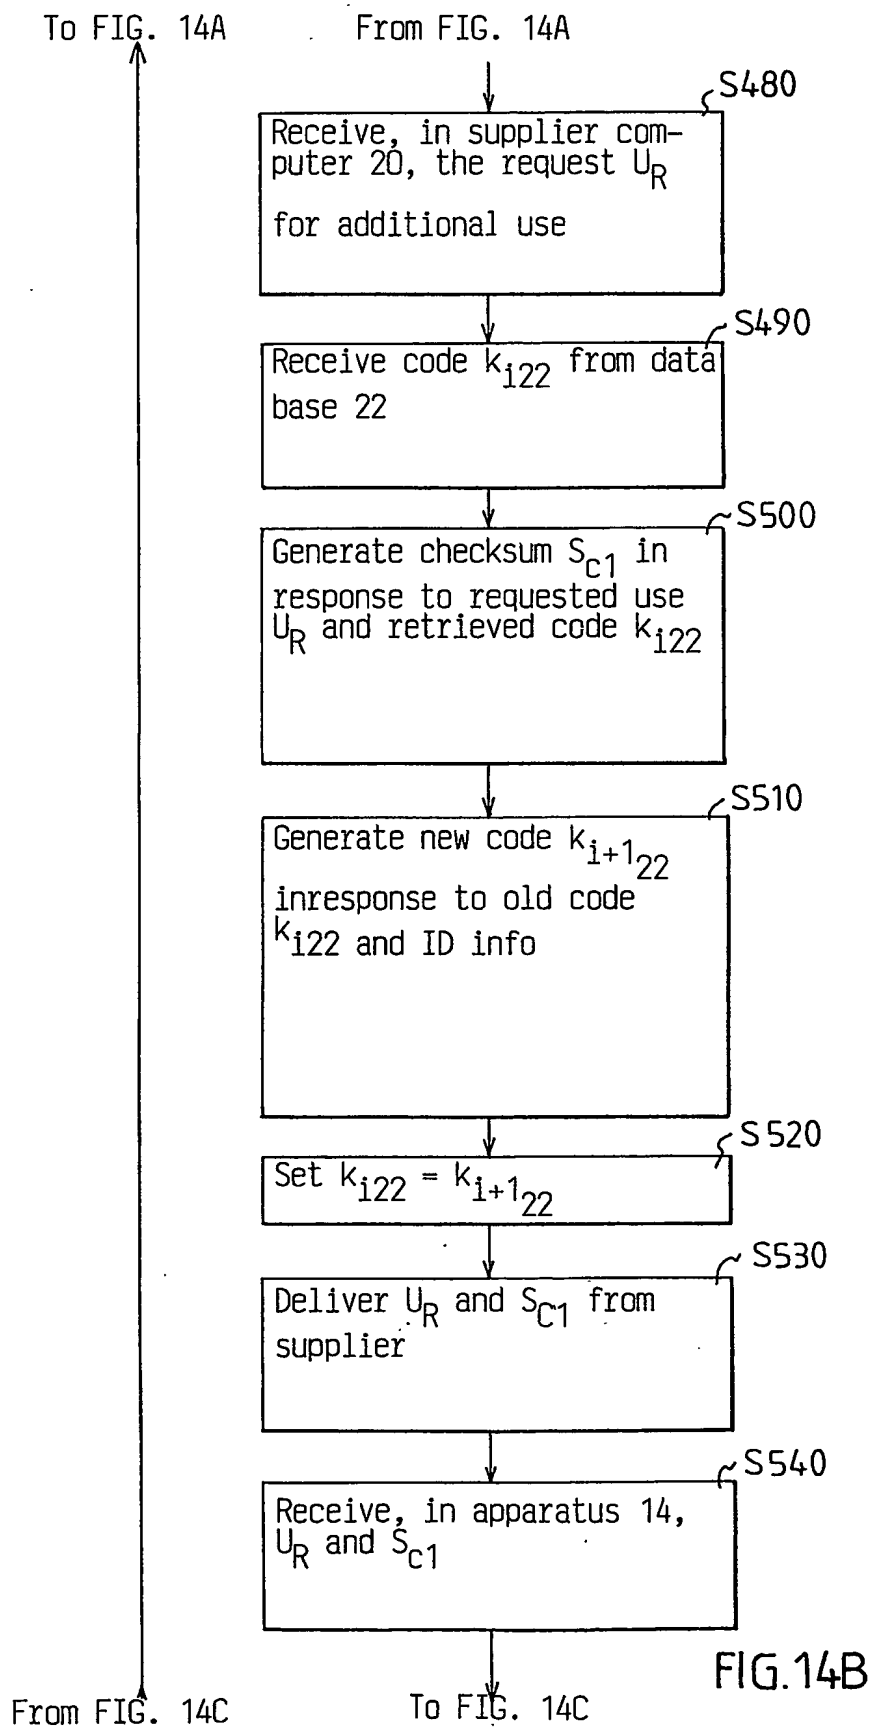 To FIG. 14A
From FIG. 14A
S480
Receive, in supplier com-
puter 20, the request U_R
for additional use
S490
Receive code k_i22 from data
base 22
S500
Generate checksum S_c1 in
response to requested use
U_R and retrieved code k_i22
S510
Generate new code k_i+1_22
inresponse to old code
k_i22 and ID info
S520
Set k_i22 = k_i+1_22
S530
Deliver U_R and S_C1 from
supplier
S540
Receive, in apparatus 14,
U_R and S_c1
FIG.14B
From FIG. 14C
To FIG. 14C